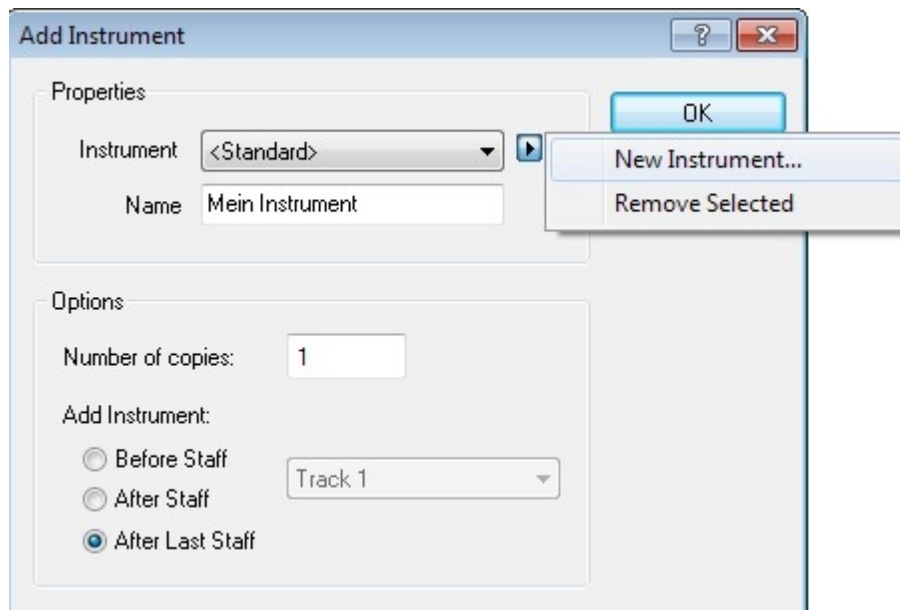 Add Instrument
Properties
OK
Instrument <Standard>
New Instrument...
Name Mein Instrument
Remove Selected
Options
Number of copies: 1
Add Instrument:
Before Staff
Track 1
After Staff
After Last Staff